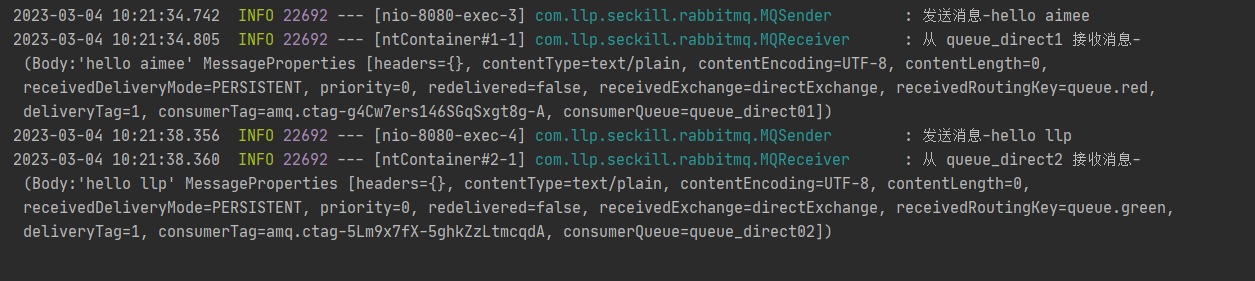 2023-03-04 10:21:34.742  INFO 22692 --- [nio-8080-exec-3] com.llp.seckill.rabbitmq.MQSender        : 发送消息-hello aimee
2023-03-04 10:21:34.805  INFO 22692 --- [ntContainer#1-1] com.llp.seckill.rabbitmq.MQReceiver      : 从 queue_direct1 接收消息-
(Body:'hello aimee' MessageProperties [headers={}, contentType=text/plain, contentEncoding=UTF-8, contentLength=0,
receivedDeliveryMode=PERSISTENT, priority=0, redelivered=false, receivedExchange=directExchange, receivedRoutingKey=queue.red,
deliveryTag=1, consumerTag=amq.ctag-g4Cw7ers146SGqSxgt8g-A, consumerQueue=queue_direct01])
2023-03-04 10:21:38.356  INFO 22692 --- [nio-8080-exec-4] com.llp.seckill.rabbitmq.MQSender        : 发送消息-hello llp
2023-03-04 10:21:38.360  INFO 22692 --- [ntContainer#2-1] com.llp.seckill.rabbitmq.MQReceiver      : 从 queue_direct2 接收消息-
(Body:'hello llp' MessageProperties [headers={}, contentType=text/plain, contentEncoding=UTF-8, contentLength=0,
receivedDeliveryMode=PERSISTENT, priority=0, redelivered=false, receivedExchange=directExchange, receivedRoutingKey=queue.green,
deliveryTag=1, consumerTag=amq.ctag-5Lm9x7fX-5ghkZzLtmcqdA, consumerQueue=queue_direct02])